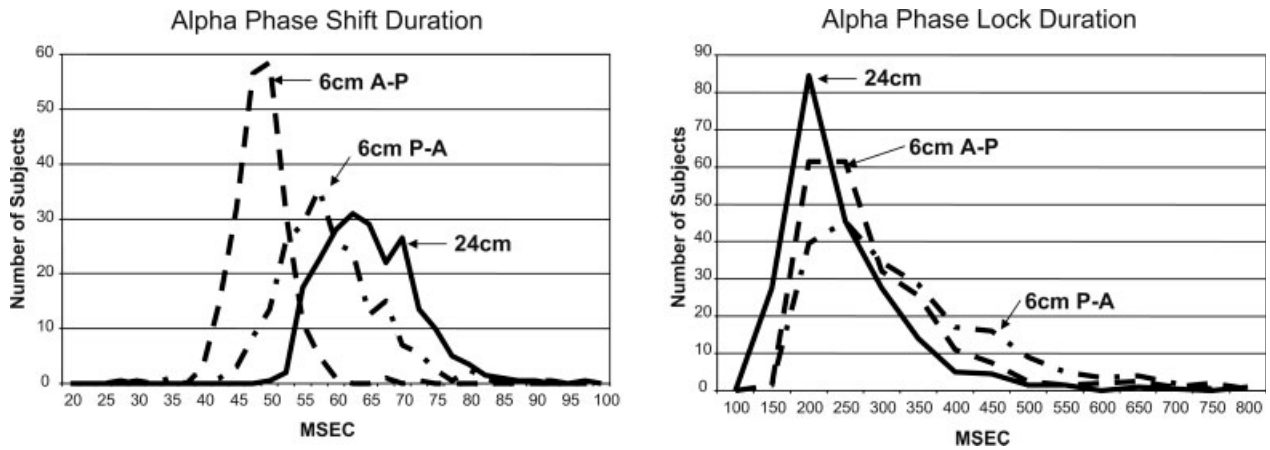 Alpha Phase Shift Duration
60
50
40
30
20
10
0
Number of Subjects
6cm A-P
6cm P-A
24cm
20 25 30 35 40 45 50 55 60 65 70 75 80 85 90 95 100
MSEC
Alpha Phase Lock Duration
90
80
70
60
50
40
30
20
10
0
Number of Subjects
24cm
6cm A-P
6cm P-A
100 150 200 250 300 350 400 450 500 550 600 650 700 750 800
MSEC